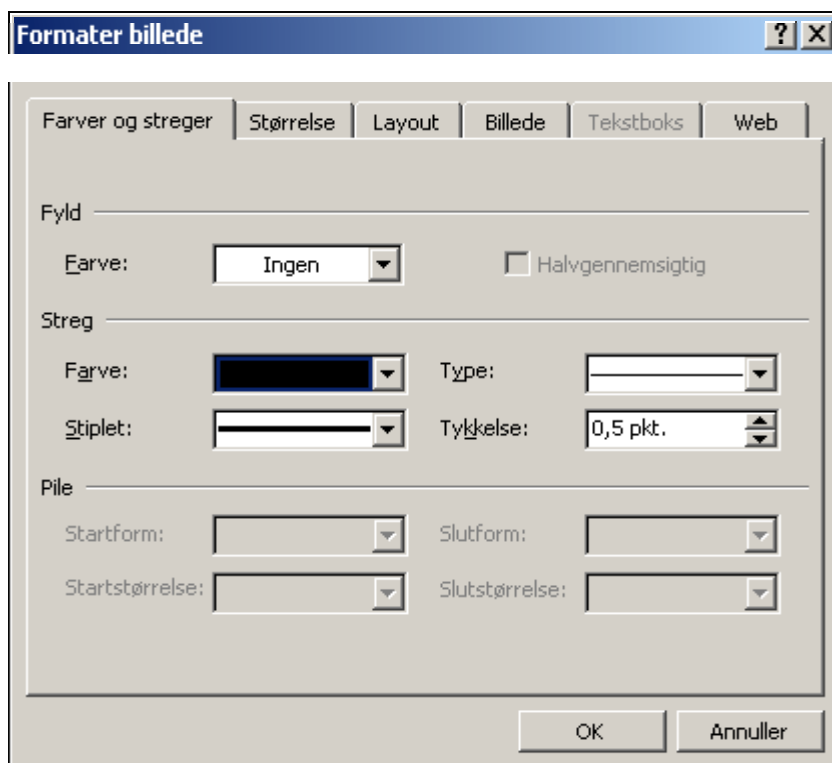 Formater billede
Farver og streger Størrelse Layout Billede Tekstboks Web
Fyld
Farve: Ingen Halvgennemsigtig
Streg
Farve: Type:
Stiplet: Tykkelse: 0,5 pkt.
Pile
Startform: Slutform:
Startstørrelse: Slutstørrelse:
OK Annuller